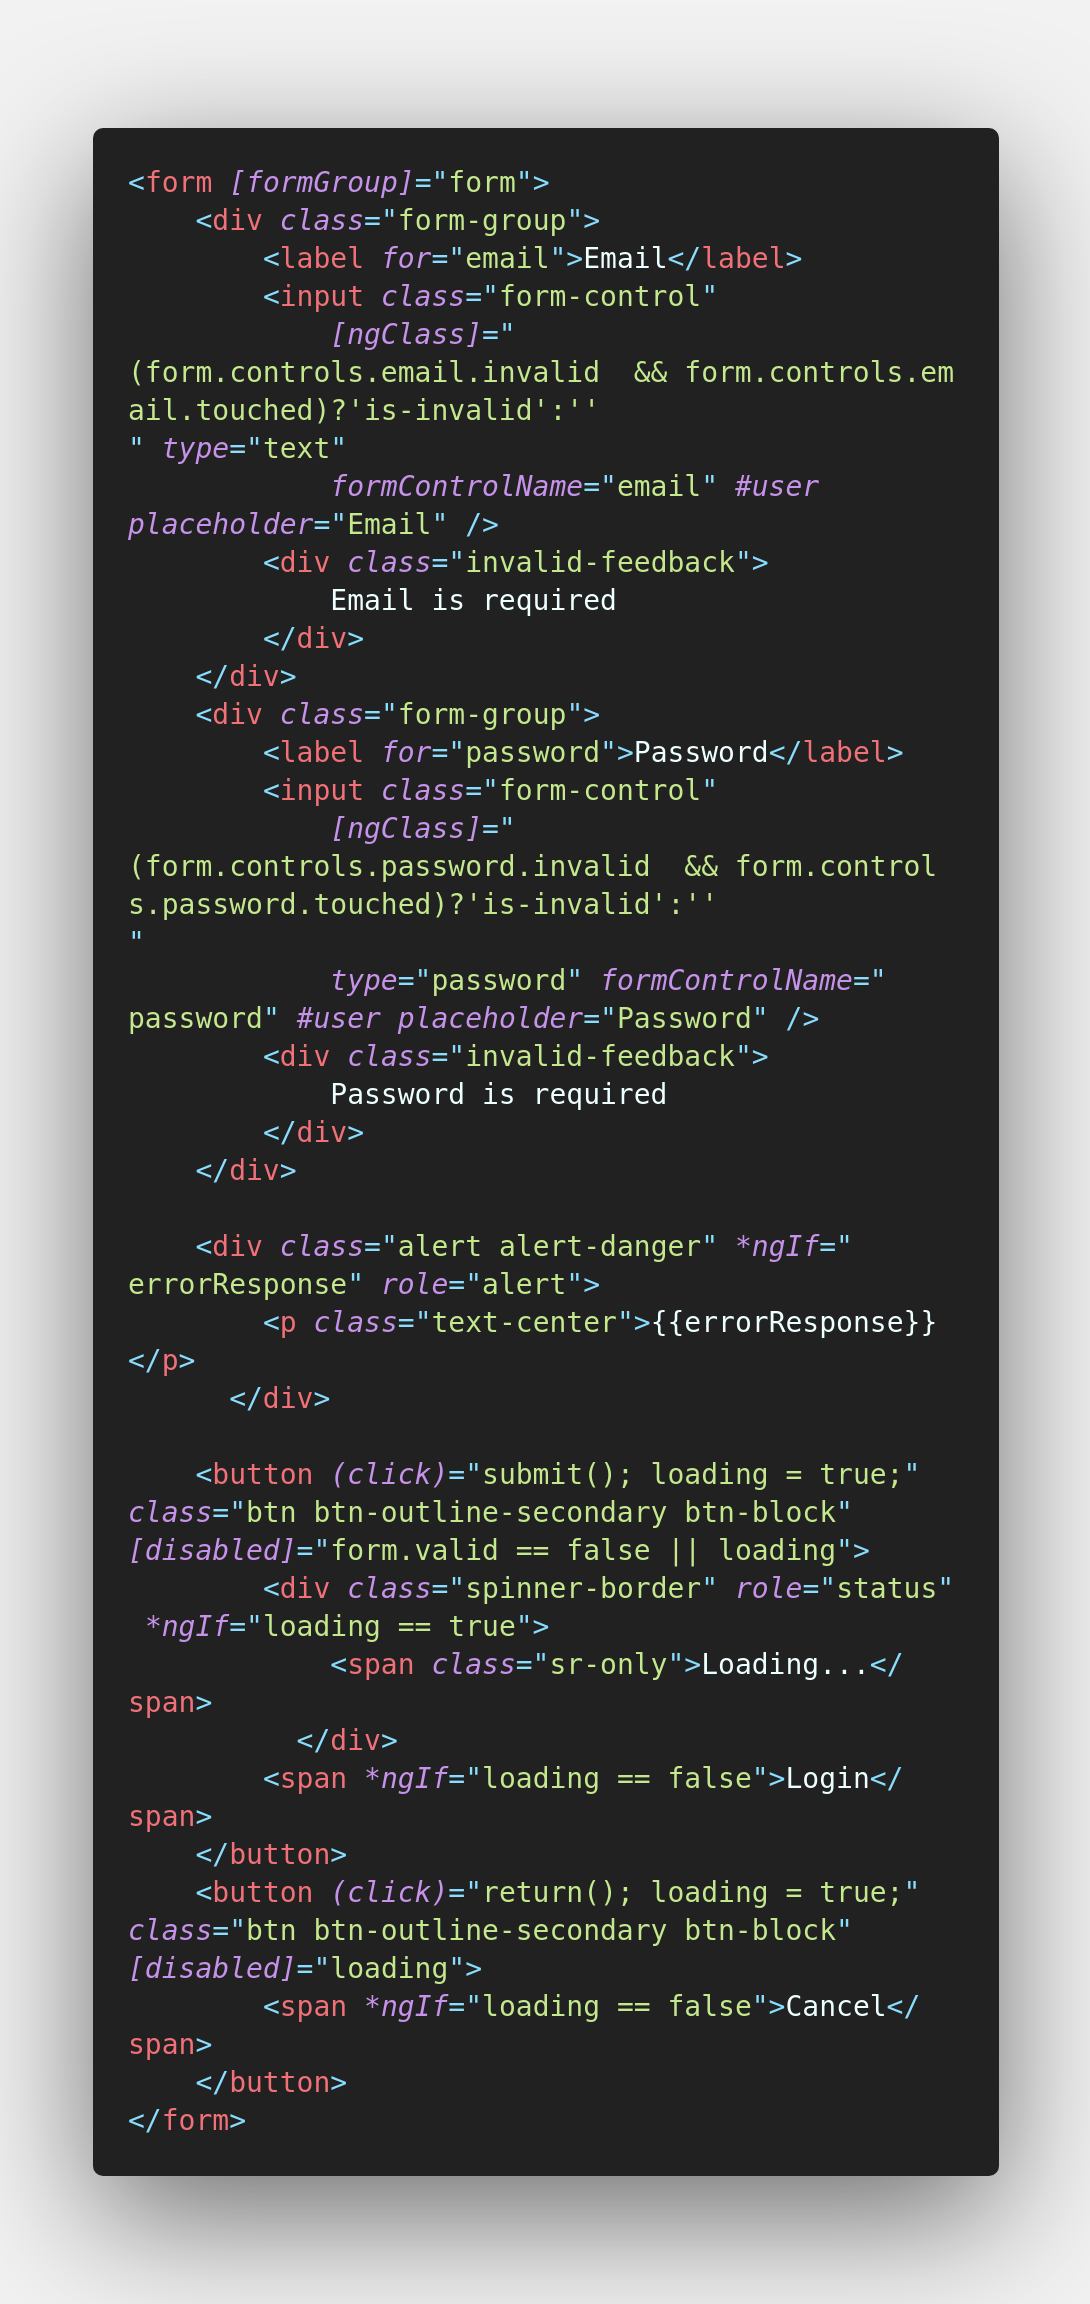 <form [formGroup]="form">
    <div class="form-group">
        <label for="email">Email</label>
        <input class="form-control"
            [ngClass]="
(form.controls.email.invalid  && form.controls.em
ail.touched)?'is-invalid':''
" type="text"
            formControlName="email" #user
placeholder="Email" />
        <div class="invalid-feedback">
            Email is required
        </div>
    </div>
    <div class="form-group">
        <label for="password">Password</label>
        <input class="form-control"
            [ngClass]="
(form.controls.password.invalid  && form.control
s.password.touched)?'is-invalid':''
"
            type="password" formControlName="
password" #user placeholder="Password" />
        <div class="invalid-feedback">
            Password is required
        </div>
    </div>

    <div class="alert alert-danger" *ngIf="
errorResponse" role="alert">
        <p class="text-center">{{errorResponse}}
</p>
      </div>

    <button (click)="submit(); loading = true;"
class="btn btn-outline-secondary btn-block"
[disabled]="form.valid == false || loading">
        <div class="spinner-border" role="status"
 *ngIf="loading == true">
            <span class="sr-only">Loading...</
span>
          </div>
        <span *ngIf="loading == false">Login</
span>
    </button>
    <button (click)="return(); loading = true;"
class="btn btn-outline-secondary btn-block"
[disabled]="loading">
        <span *ngIf="loading == false">Cancel</
span>
    </button>
</form>